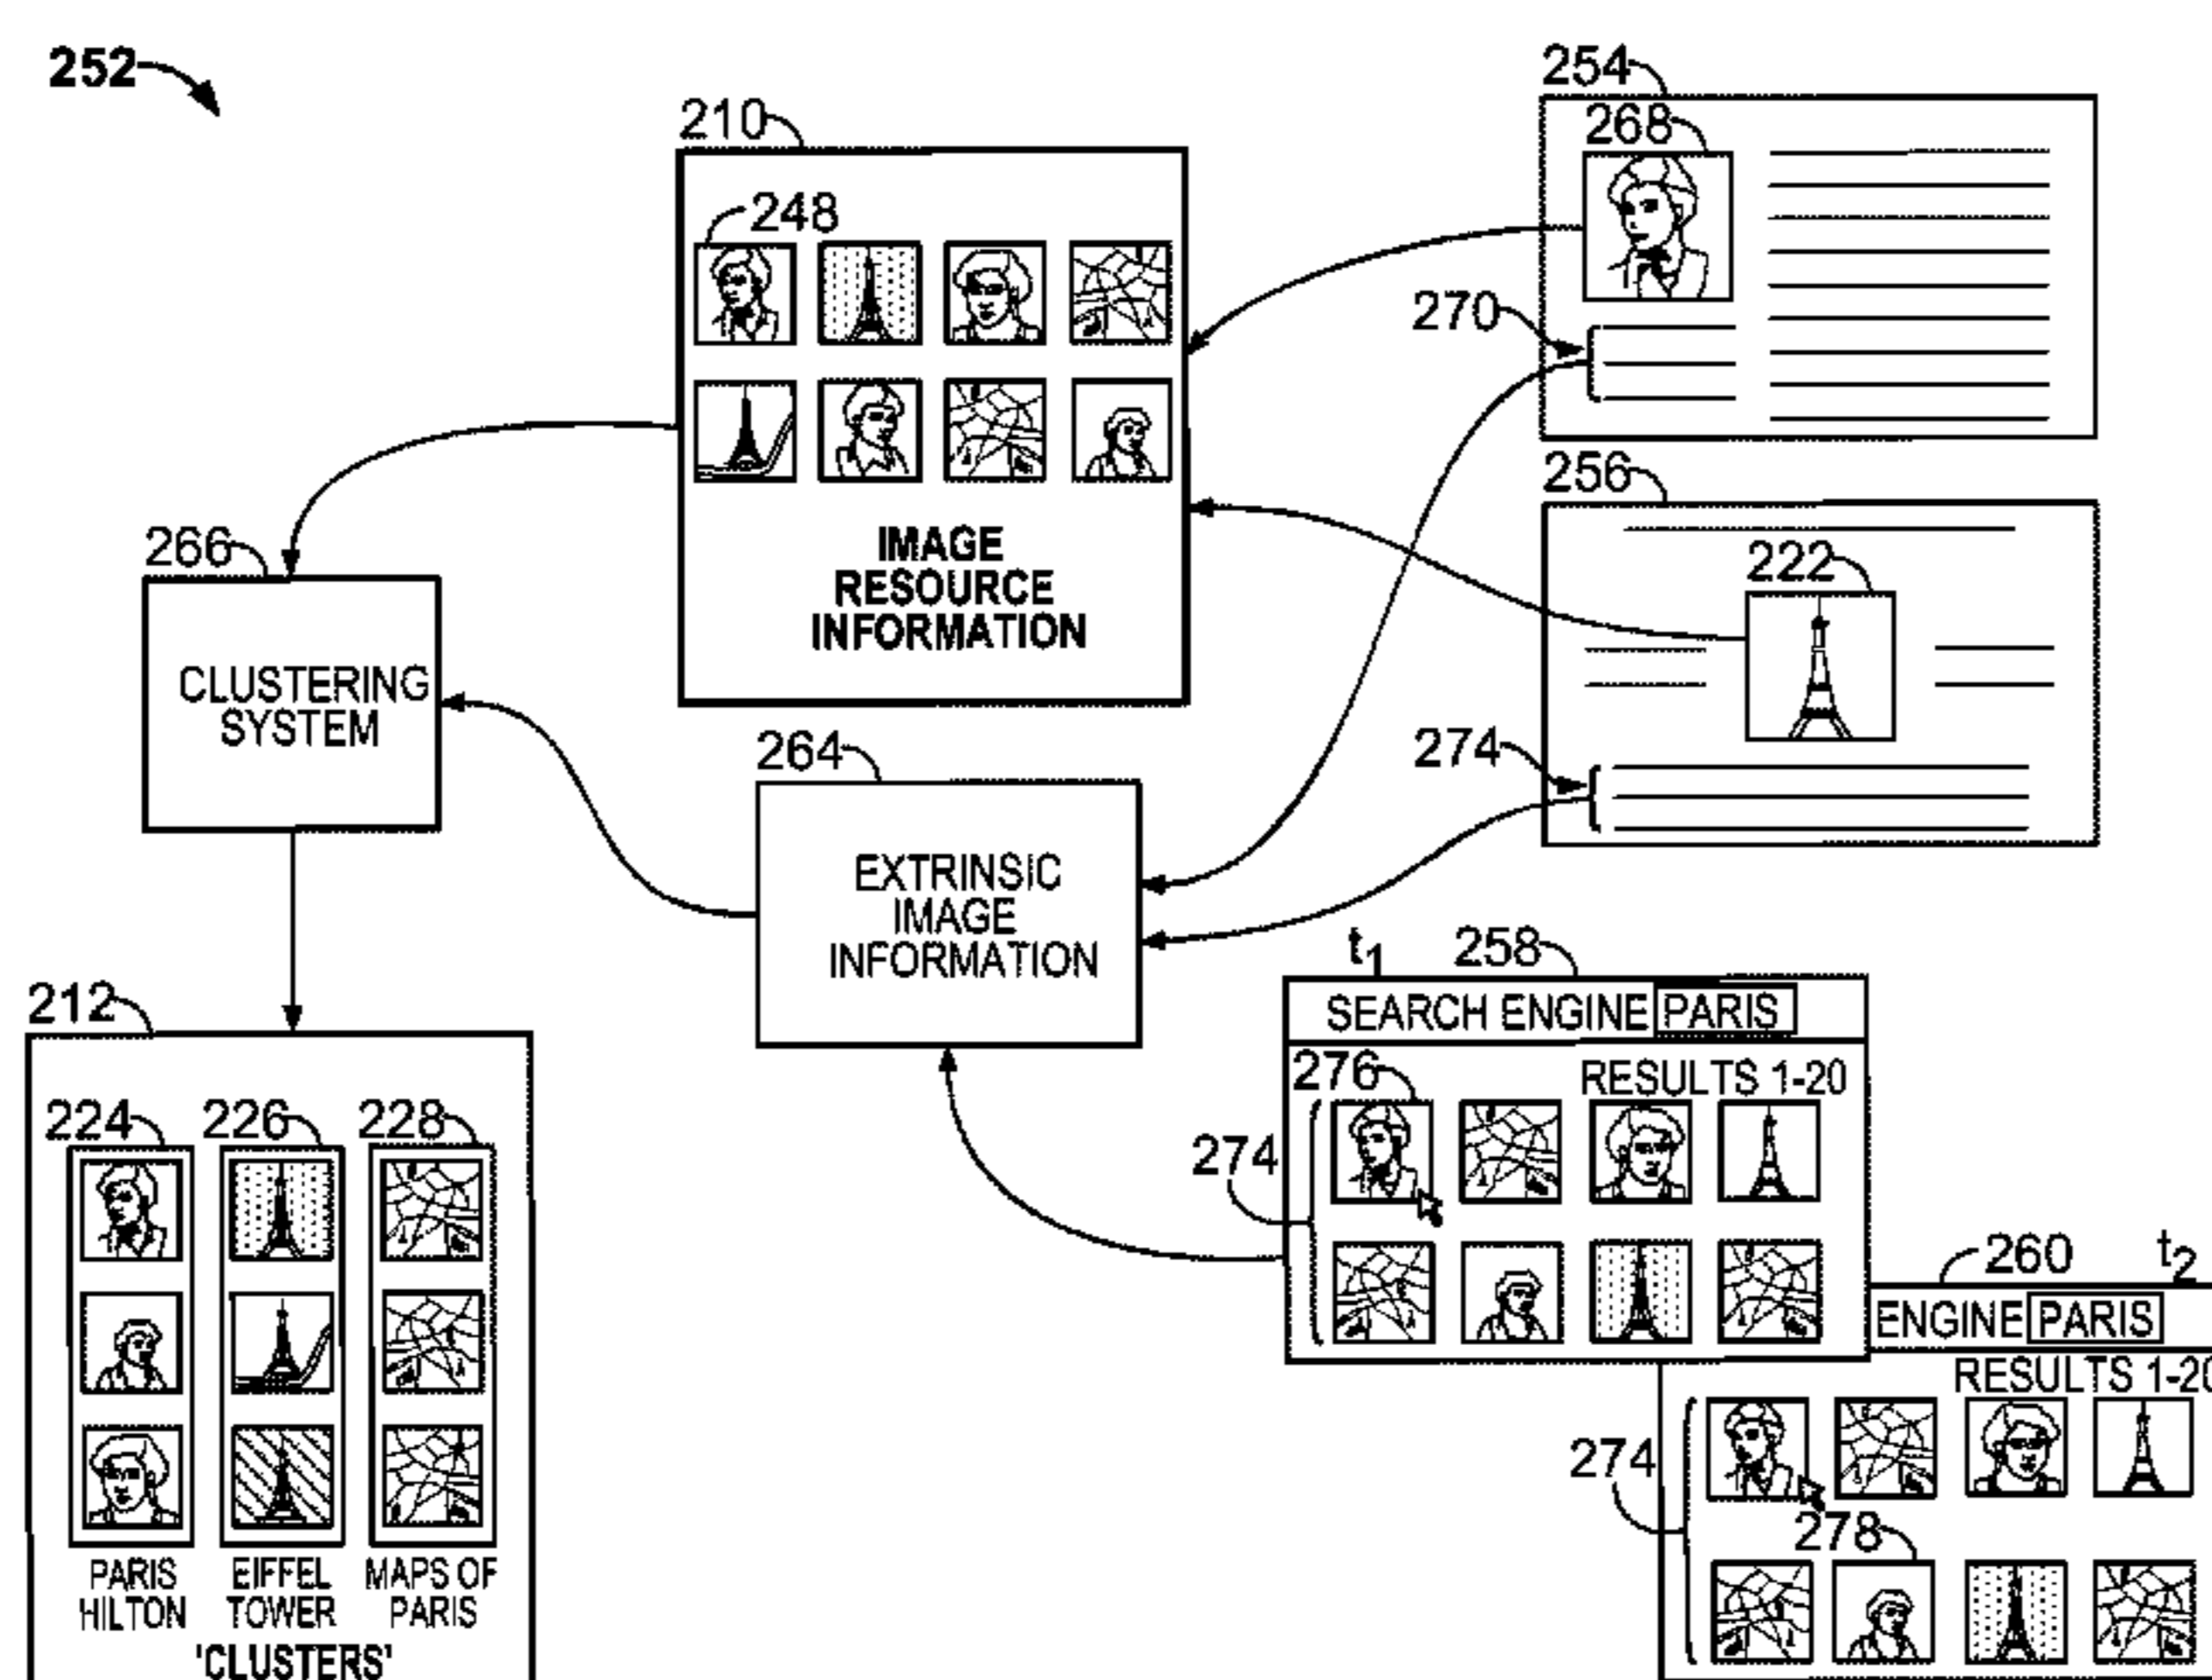 252
210
248
IMAGE
RESOURCE
INFORMATION
254
268
270
256
222
274
266
CLUSTERING
SYSTEM
264
EXTRINSIC
IMAGE
INFORMATION
t1
258
SEARCH ENGINE PARIS
276
RESULTS 1-20
274
260
t2
ENGINE PARIS
RESULTS 1-20
274
278
212
224
226
228
PARIS
HILTON
EIFFEL
TOWER
MAPS OF
PARIS
'CLUSTERS'